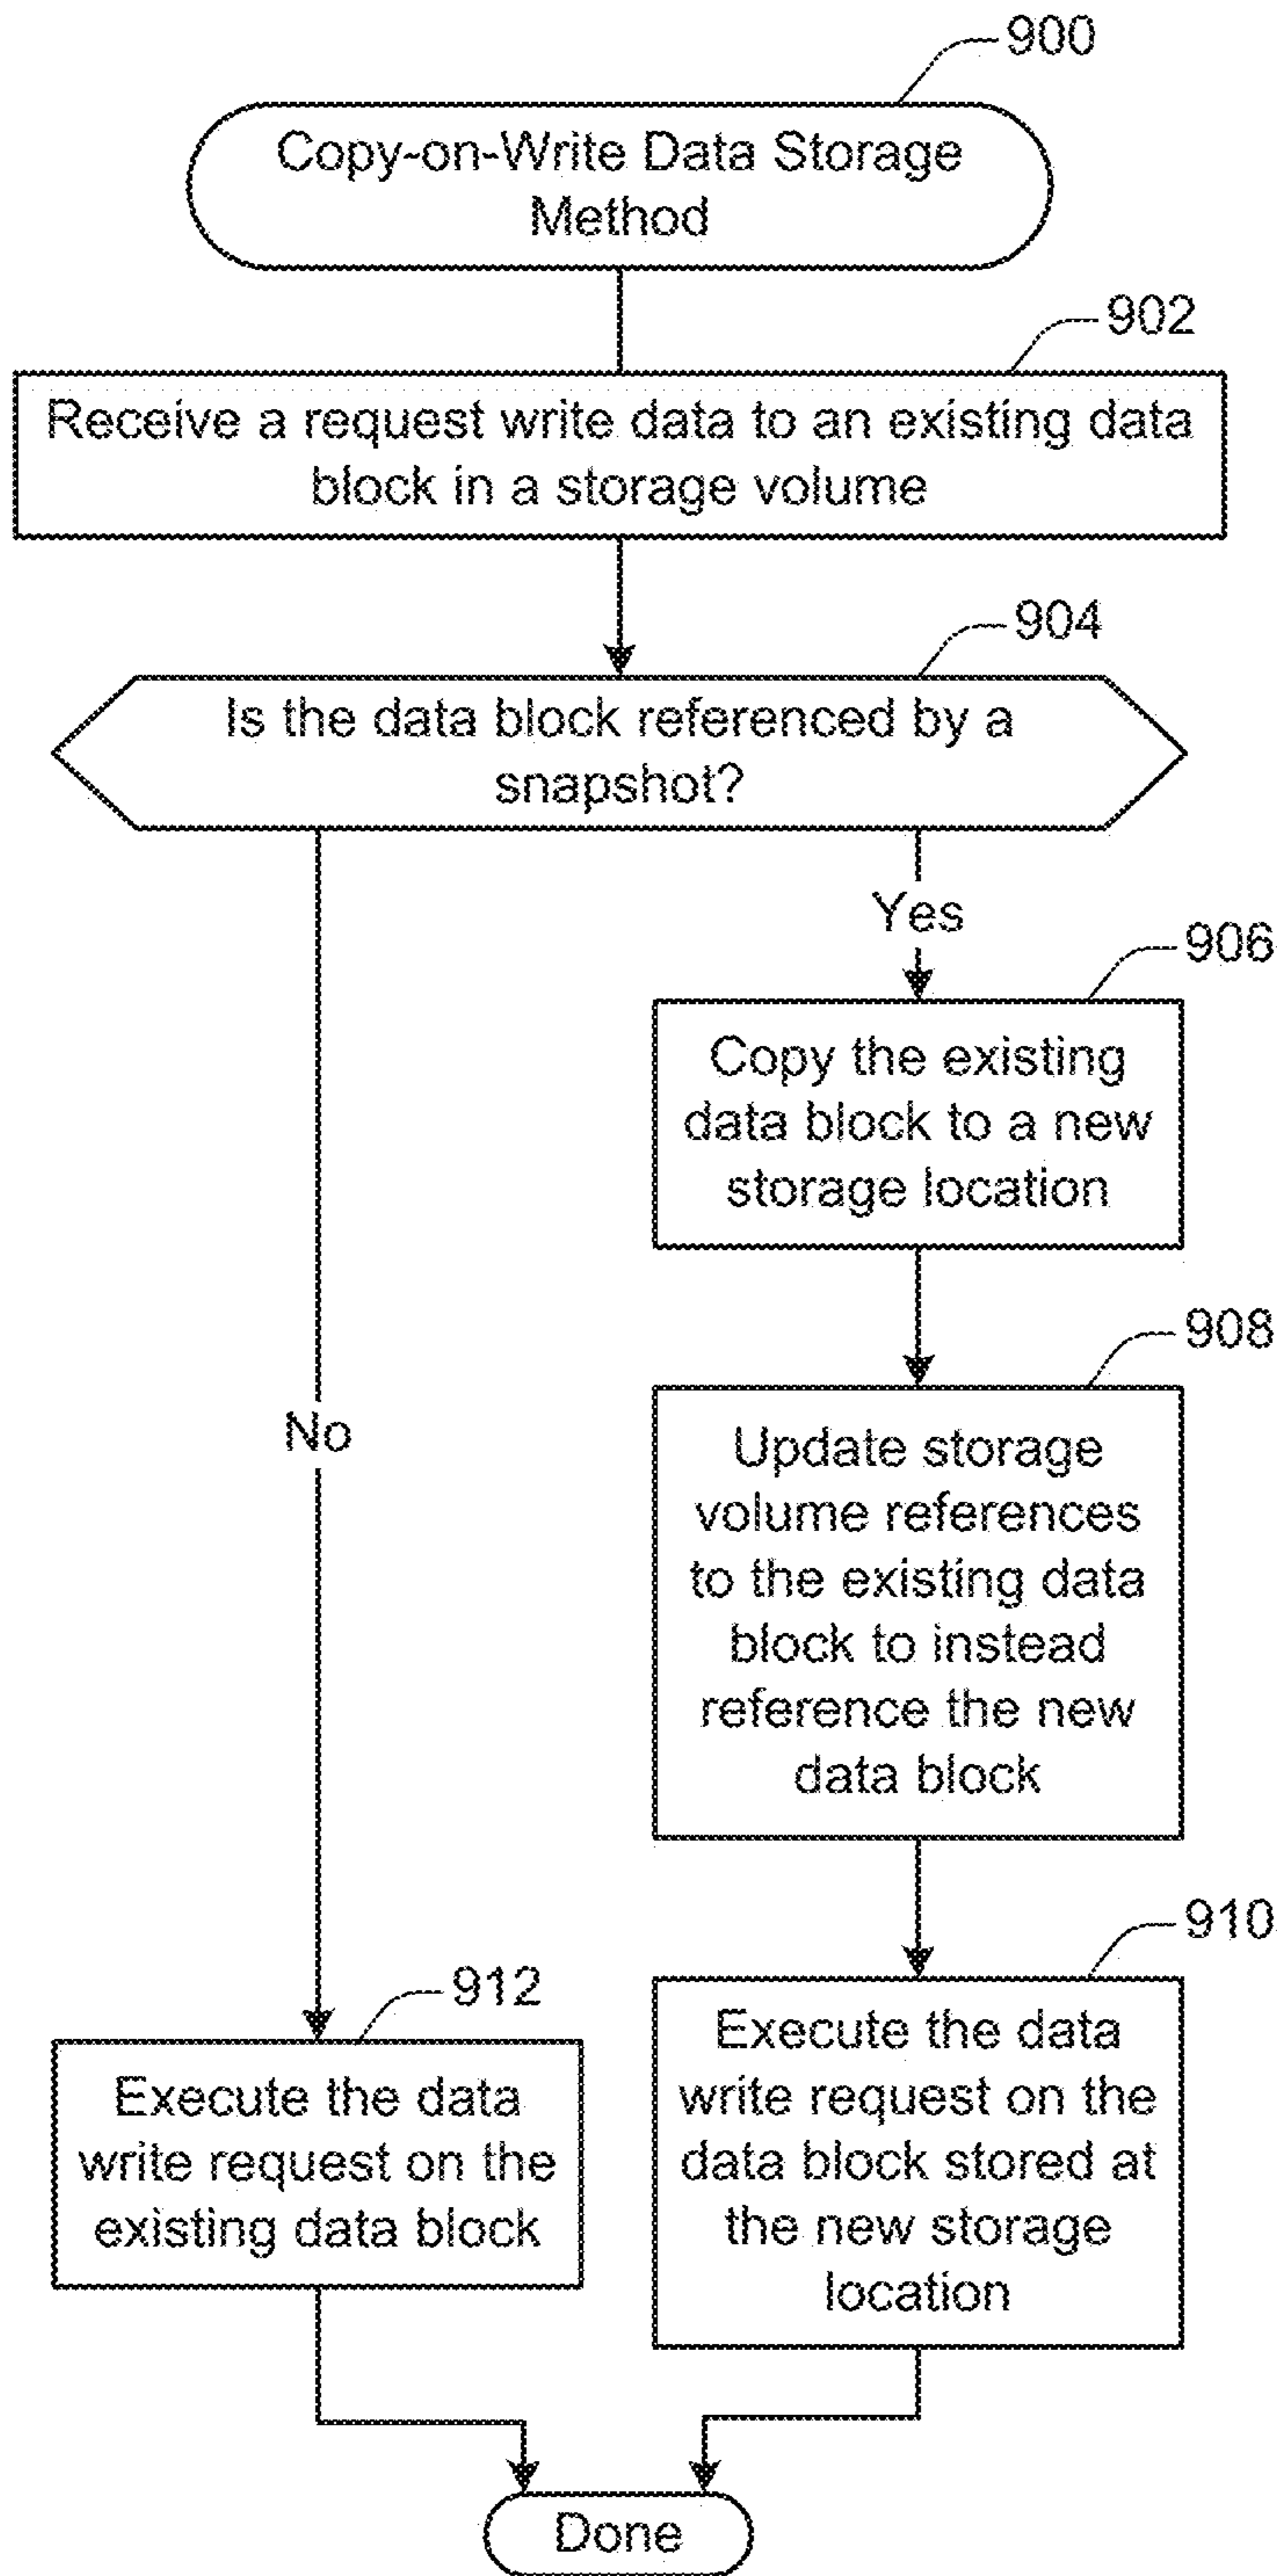 900
Copy-on-Write Data Storage
Method
902
Receive a request write data to an existing data
block in a storage volume
904
Is the data block referenced by a
snapshot?
Yes
906
Copy the existing
data block to a new
storage location
908
Update storage
volume references
to the existing data
block to instead
reference the new
data block
No
910
Execute the data
write request on the
data block stored at
the new storage
location
912
Execute the data
write request on the
existing data block
Done